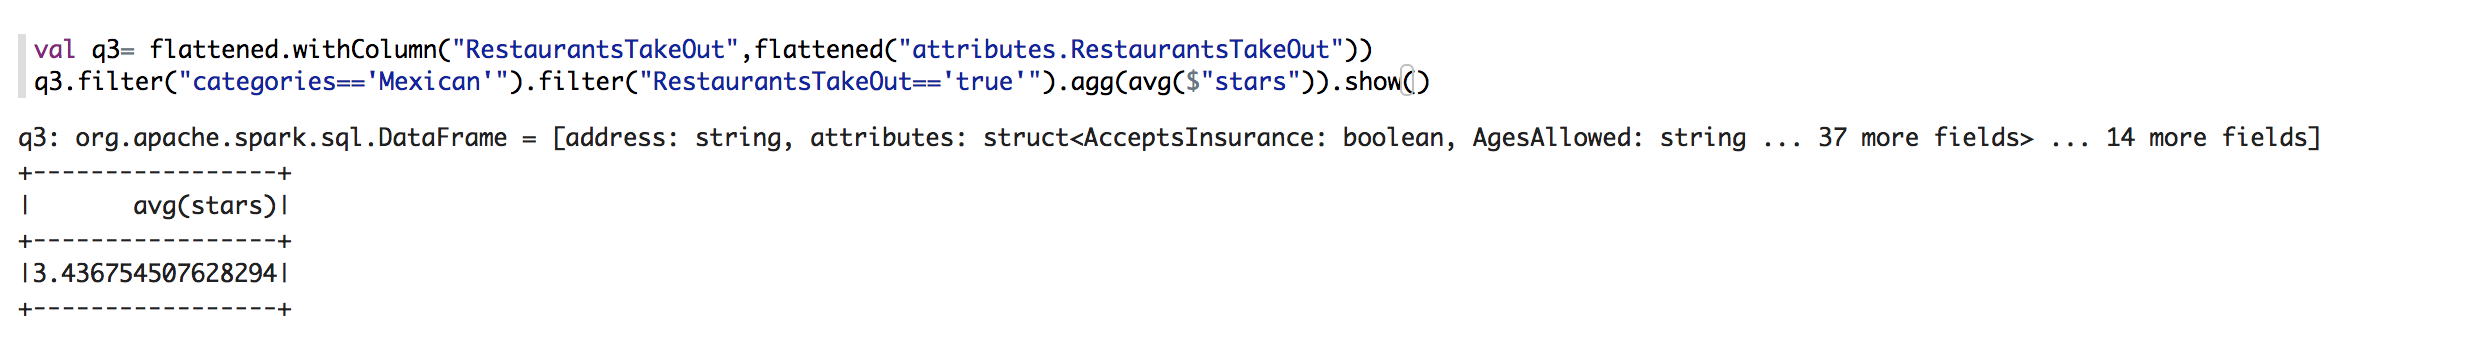 val q3= flattened.withColumn("RestaurantsTakeOut",flattened("attributes.RestaurantsTakeOut"))
q3.filter("categories=='Mexican'").filter("RestaurantsTakeOut=='true'").agg(avg($"stars")).show()
q3: org.apache.spark.sql.DataFrame = [address: string, attributes: struct<AcceptsInsurance: boolean, AgesAllowed: string ... 37 more fields> ... 14 more fields]
+-----------------+
|       avg(stars)|
+-----------------+
|3.436754507628294|
+-----------------+